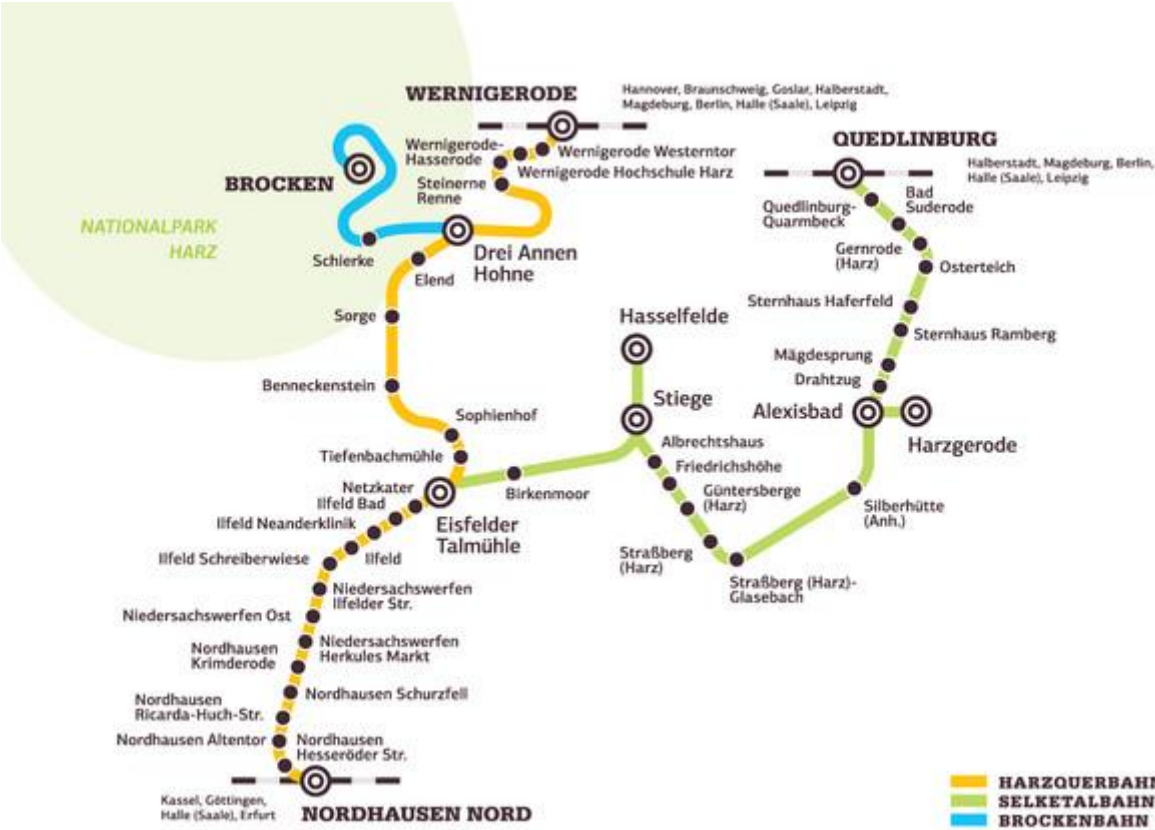 WERNIGERODE
Hannover, Braunschweig, Goslar, Halberstadt,
Magdeburg, Berlin, Halle (Saale), Leipzig
Wernigerode-
Hasserode
Wernigerode Westerntor
Wernigerode Hochschule Harz
Steinerne
Renne
BROCKEN
NATIONALPARK
HARZ
Schierke
Drei Annen
Hohne
Elend
Sorge
Benneckenstein
Sophienhof
Tiefenbachmühle
Netzkater
Ilfeld Bad
Ilfeld Neanderklinik
Eisfelder
Talmühle
Ilfeld Schreiberwiese
Ilfeld
Niedersachswerfen
Ilfelder Str.
Niedersachswerfen Ost
Niedersachswerfen
Herkules Markt
Nordhausen
Krimderode
Nordhausen Schurzfell
Nordhausen
Ricarda-Huch-Str.
Nordhausen Altentor
Nordhausen
Hesseröder Str.
Kassel, Göttingen,
Halle (Saale), Erfurt
NORDHAUSEN NORD
QUEDLINBURG
Halberstadt, Magdeburg, Berlin,
Halle (Saale), Leipzig
Quedlinburg-
Quarmbeck
Bad
Suderode
Gernrode
(Harz)
Osterteich
Sternhaus Haferfeld
Sternhaus Ramberg
Mägdesprung
Drahtzug
Alexisbad
Harzgerode
Hasselfelde
Stiege
Albrechtshaus
Friedrichshöhe
Güntersberge
(Harz)
Birkenmoor
Straßberg
(Harz)
Straßberg (Harz)-
Glasebach
Silberhütte
(Anh.)
HARZQUERBAHN
SELKETALBAHN
BROCKENBAHN